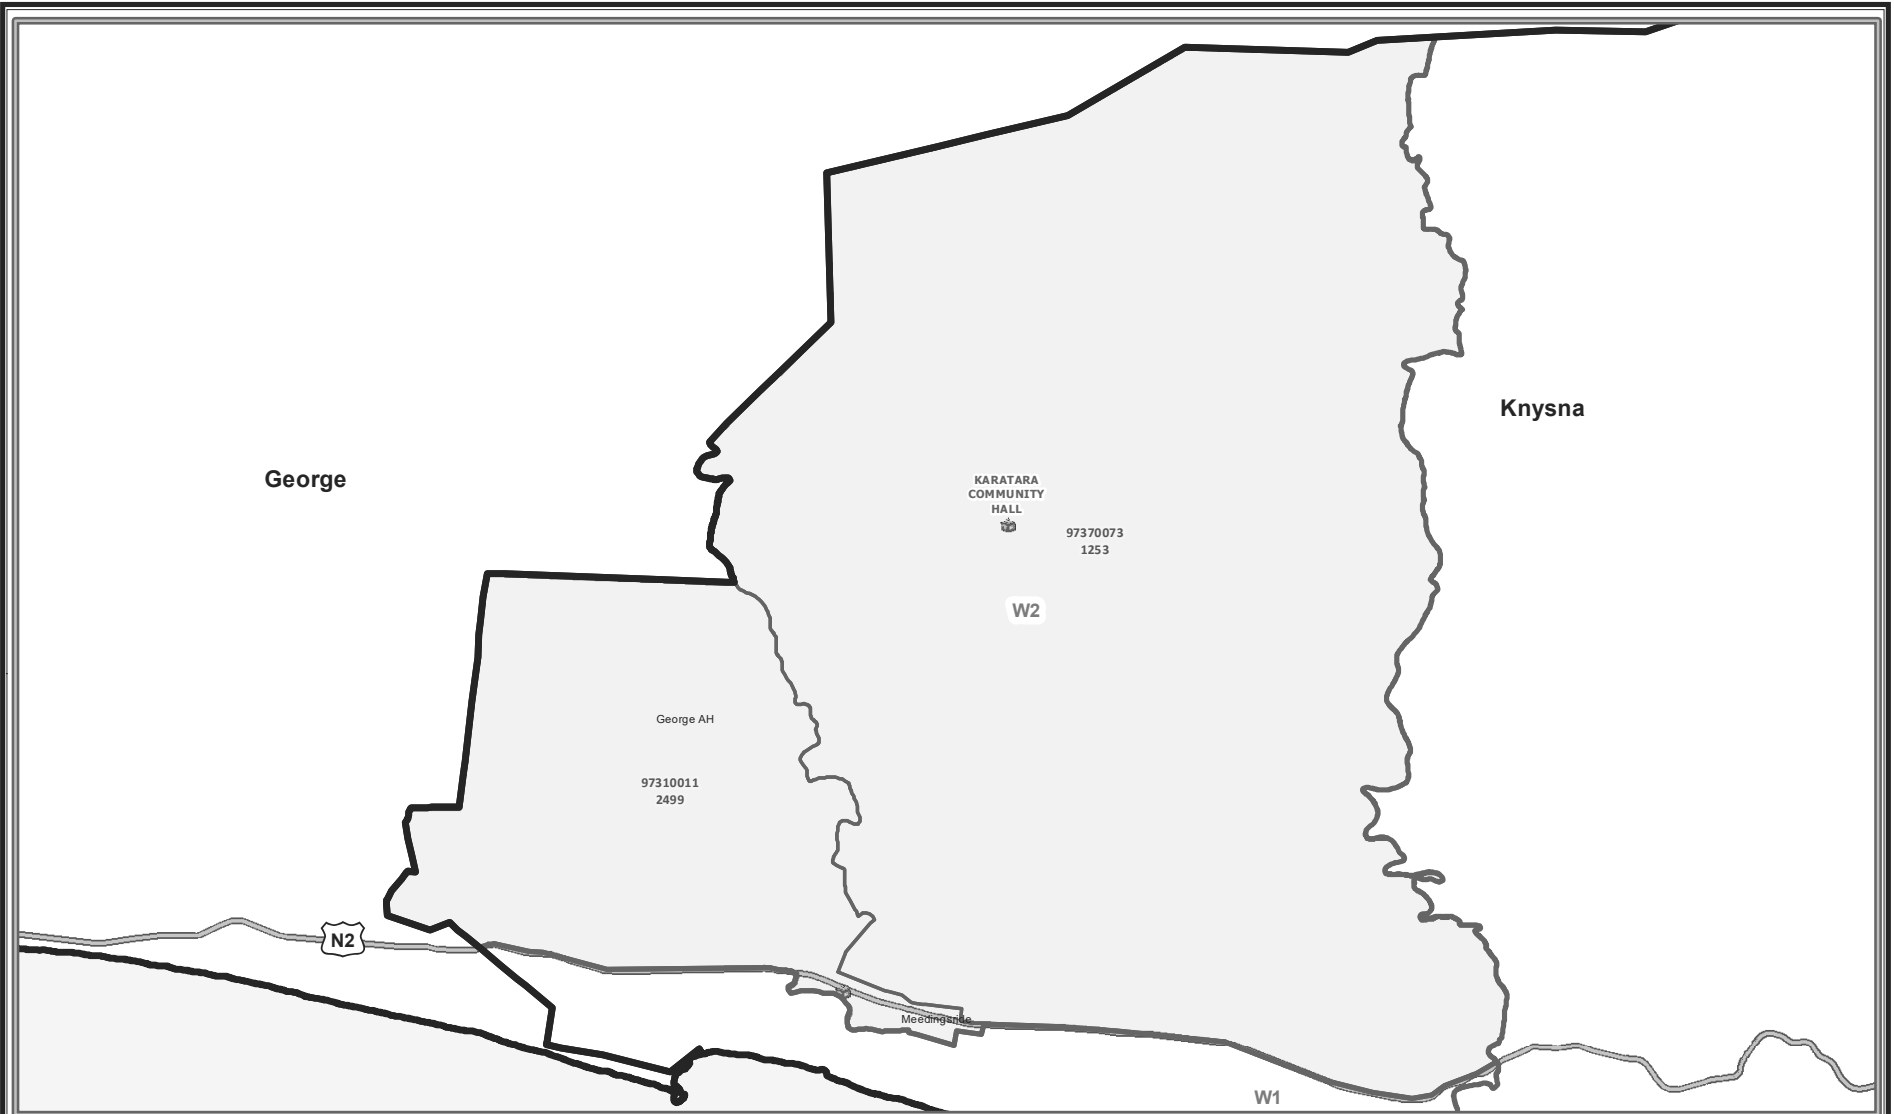 Knysna
George
KARATARA
COMMUNITY
HALL
97370073
1253
W2
George AH
97310011
2499
N2
Meedingsride
W1